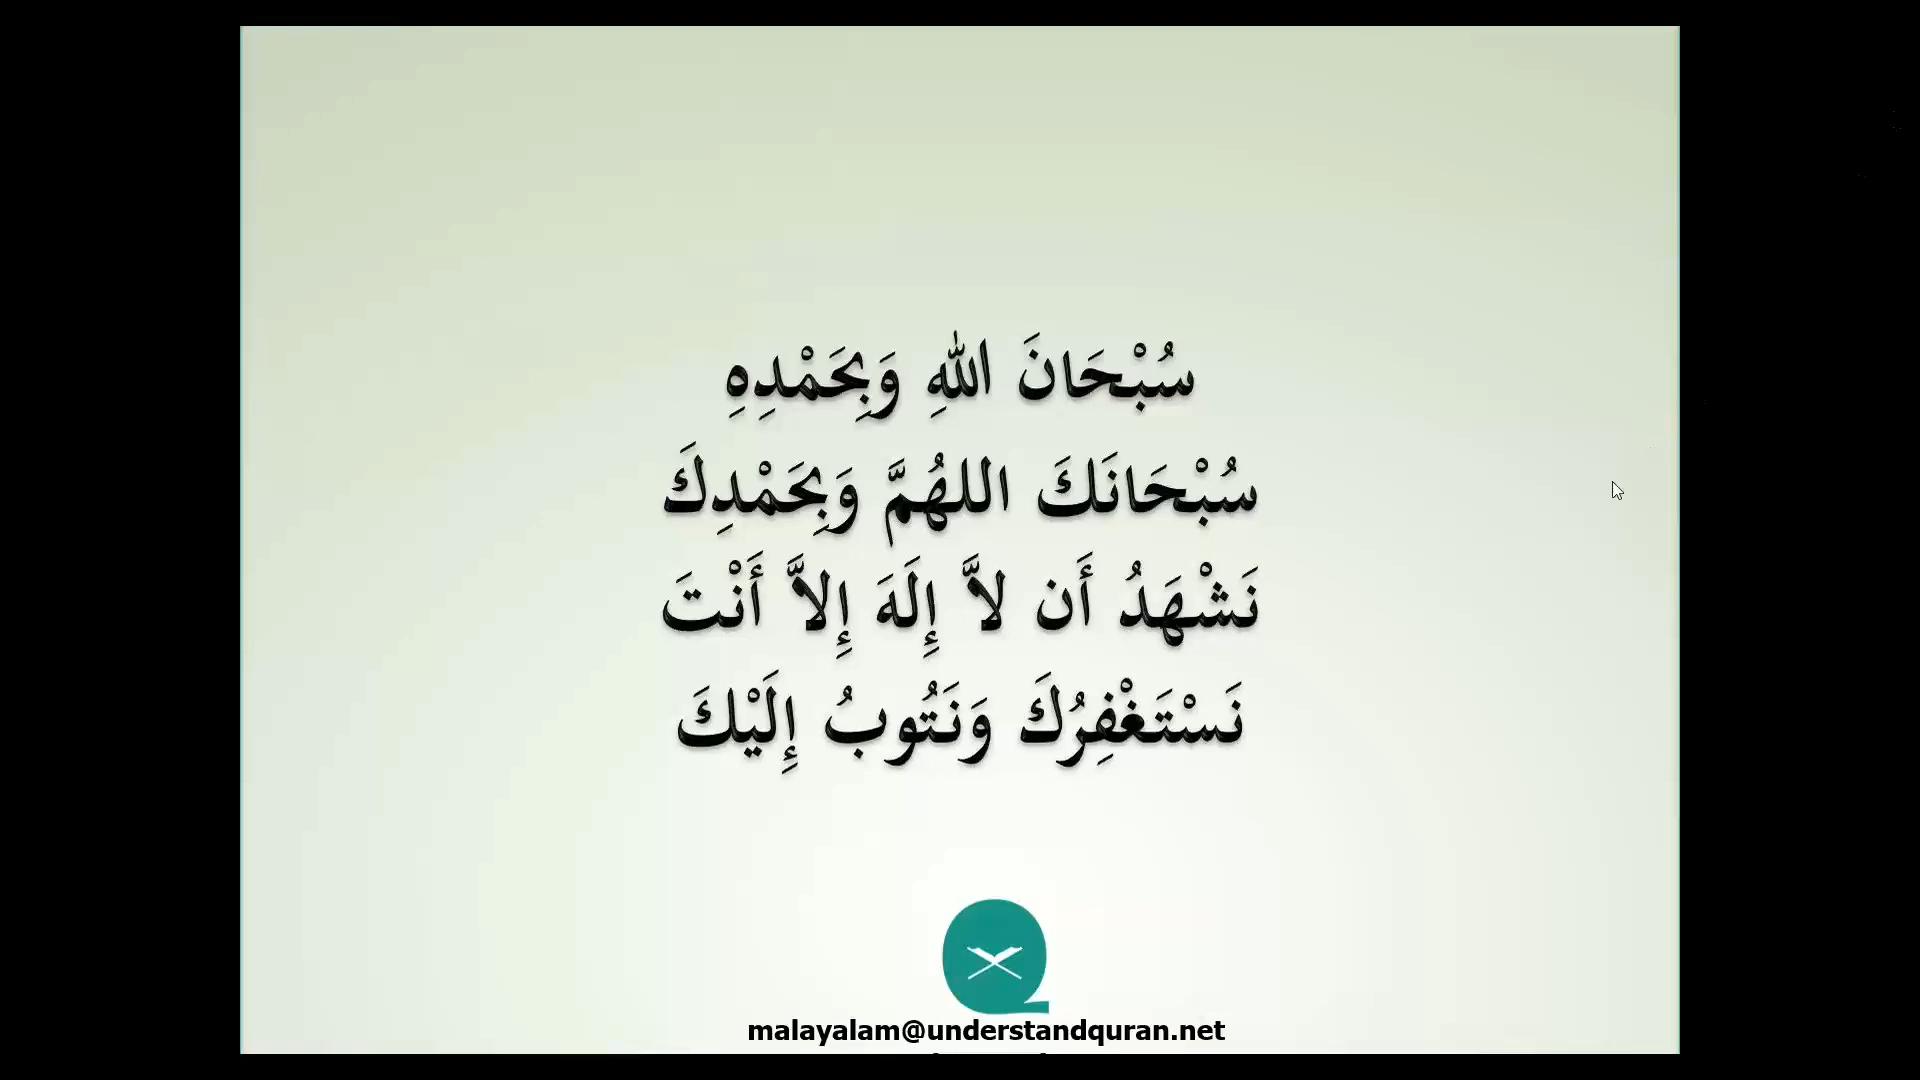 سُبْحَانَ اللهِ وَبِحَمْدِهِ
سُبْحَانَكَ اللهُمَّ وَبِحَمْدِكَ
نَشْهَدُ أَن لاَّ إِلَهَ إِلاَّ أَنْتَ
نَسْتَغْفِرُكَ وَنَتُوبُ إِلَيْكَ
malayalam@understandquran.net